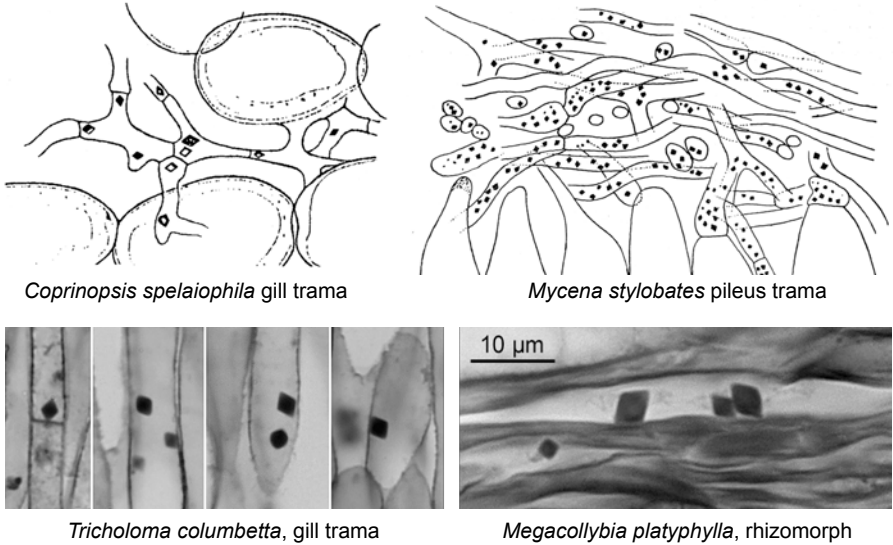 Coprinopsis spelaiophila gill trama
Mycena stylobates pileus trama
10 µm
Tricholoma columbetta, gill trama
Megacollybia platyphylla, rhizomorph